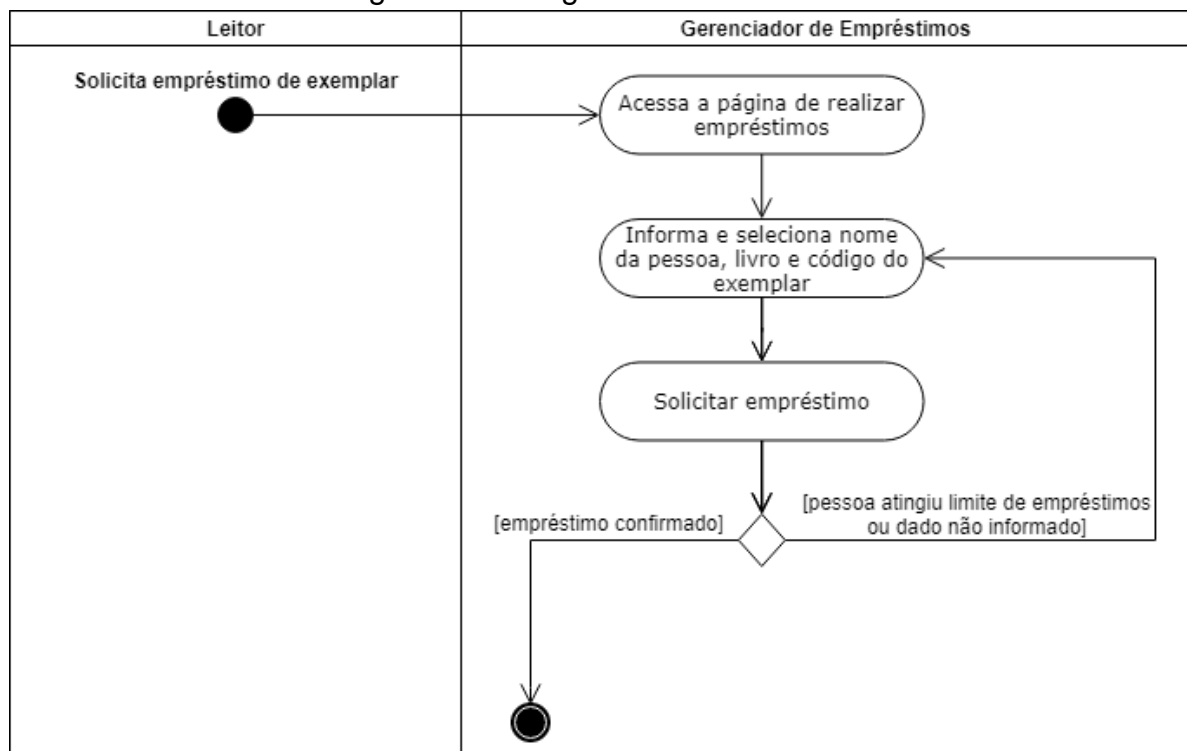 Leitor
Gerenciador de Empréstimos
Solicita empréstimo de exemplar
Acessa a página de realizar
empréstimos
Informa e seleciona nome
da pessoa, livro e código do
exemplar
Solicitar empréstimo
[empréstimo confirmado]
[pessoa atingiu limite de empréstimos
ou dado não informado]